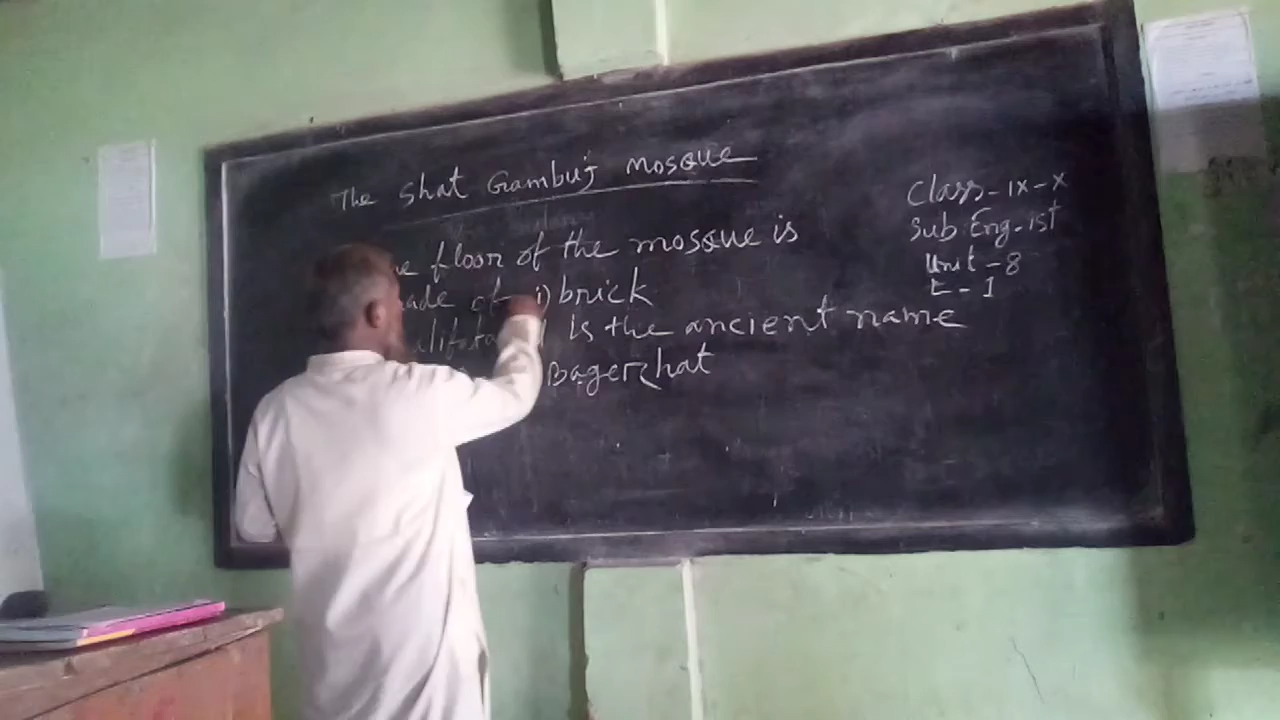 The Shat Gambuj Mosque
floor of the mosque is
of i) brick
is the ancient name
Bagerhat
Class-IX-X
Sub Eng-1st
Unit-8
L-1